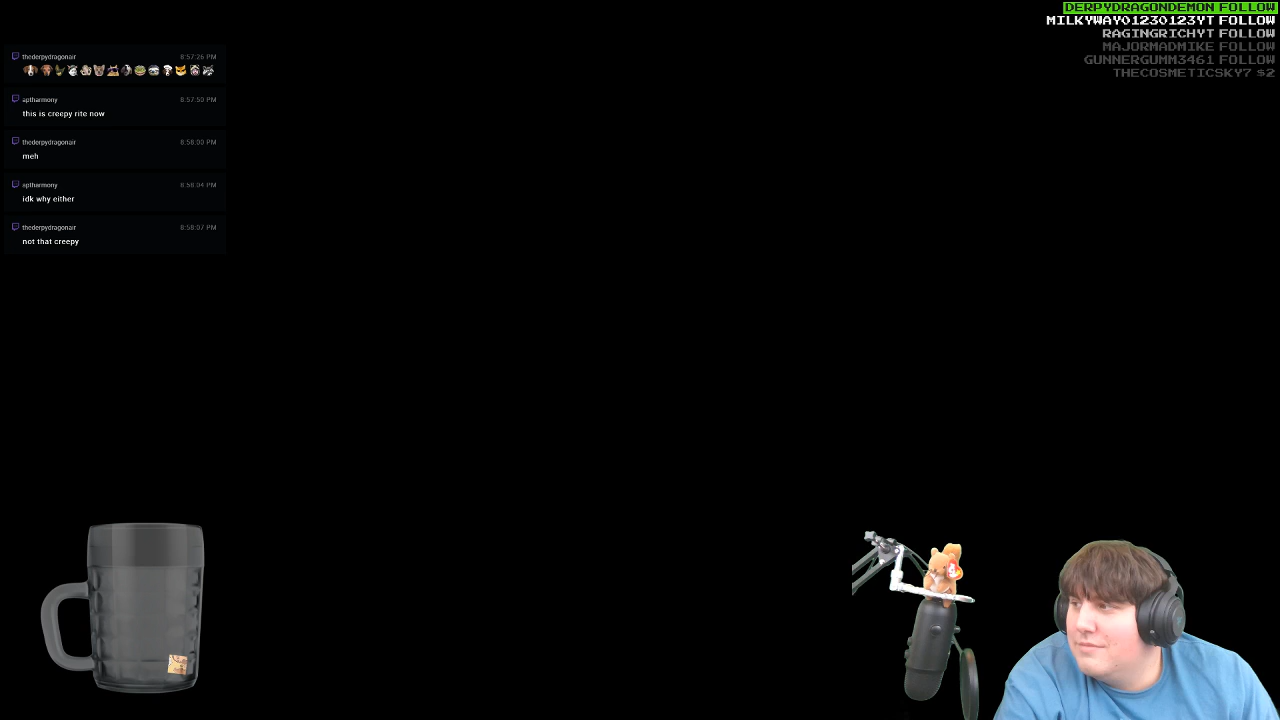 DERPYDRAGONDEMON FOLLOW
MILKYWAY01230123YT FOLLOW
RAGINGRICHYT FOLLOW
MAJORMADMIKE FOLLOW
GUNNERGUMM3461 FOLLOW
THECOSMETICSKY7 $2
thederpydragonair 8:57:26 PM
aptharmony 8:57:50 PM
this is creepy rite now
thederpydragonair 8:58:00 PM
meh
aptharmony 8:58:04 PM
idk why either
thederpydragonair 8:58:07 PM
not that creepy